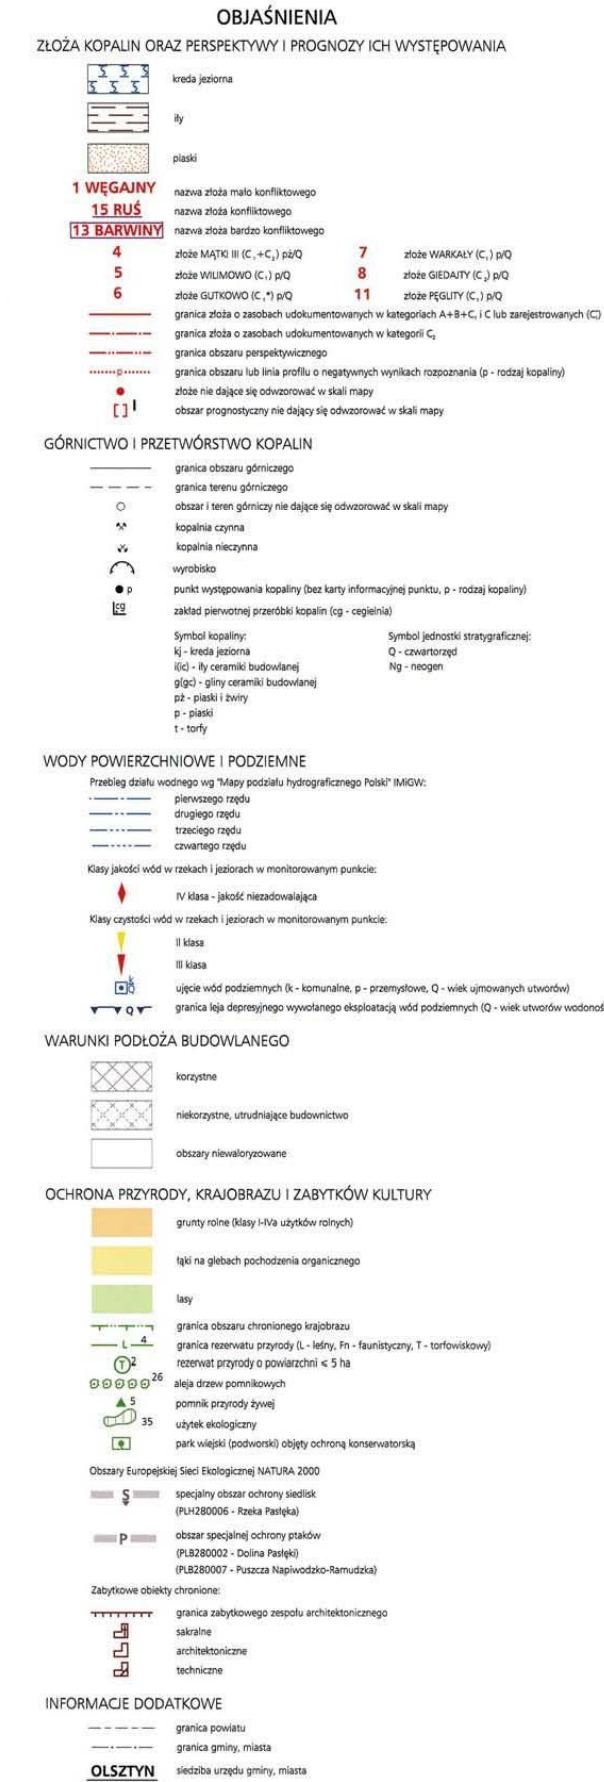 OBJAŚNIENIA
ZŁOŻA KOPALIN ORAZ PERSPEKTYWY I PROGNOZY ICH WYSTĘPOWANIA
kreda jeziorna
iły
piaski
1 WĘGAJNY nazwa złoża mało konfliktowego
15 RUŚ nazwa złoża konfliktowego
13 BARWINY nazwa złoża bardzo konfliktowego
4 złoże MĄTKI III (C₁+C₂) pż/Q 7 złoże WARKAŁY (C₁) p/Q
5 złoże WILIMOWO (C₁) p/Q 8 złoże GIEDAJTY (C₂) p/Q
6 złoże GUTKOWO (C₁*) p/Q 11 złoże PĘGLITY (C₁) p/Q
granica złoża o zasobach udokumentowanych w kategoriach A+B+C₁ i C lub zarejestrowanych (C₁*)
granica złoża o zasobach udokumentowanych w kategorii C₂
granica obszaru perspektywicznego
p granica obszaru lub linia profilu o negatywnych wynikach rozpoznania (p - rodzaj kopaliny)
złoże nie dające się odwzorować w skali mapy
[ ] I obszar prognostyczny nie dający się odwzorować w skali mapy
GÓRNICTWO I PRZETWÓRSTWO KOPALIN
granica obszaru górniczego
granica terenu górniczego
obszar i teren górniczy nie dające się odwzorować w skali mapy
kopalnia czynna
kopalnia nieczynna
wyrobisko
p punkt występowania kopaliny (bez karty informacyjnej punktu, p - rodzaj kopaliny)
cg zakład pierwotnej przeróbki kopalin (cg - cegielnia)
Symbol kopaliny: Symbol jednostki stratygraficznej:
kj - kreda jeziorna Q - czwartorzęd
i(ic) - iły ceramiki budowlanej Ng - neogen
g(gc) - gliny ceramiki budowlanej
pż - piaski i żwiry
p - piaski
t - torfy
WODY POWIERZCHNIOWE I PODZIEMNE
Przebieg działu wodnego wg "Mapy podziału hydrograficznego Polski" IMiGW:
pierwszego rzędu
drugiego rzędu
trzeciego rzędu
czwartego rzędu
Klasy jakości wód w rzekach i jeziorach w monitorowanym punkcie:
IV klasa - jakość niezadowalająca
Klasy czystości wód w rzekach i jeziorach w monitorowanym punkcie:
II klasa
III klasa
k Q ujęcie wód podziemnych (k - komunalne, p - przemysłowe, Q - wiek ujmowanych utworów)
Q granica leja depresyjnego wywołanego eksploatacją wód podziemnych (Q - wiek utworów wodonoś
WARUNKI PODŁOŻA BUDOWLANEGO
korzystne
niekorzystne, utrudniające budownictwo
obszary niewaloryzowane
OCHRONA PRZYRODY, KRAJOBRAZU I ZABYTKÓW KULTURY
grunty rolne (klasy I-IVa użytków rolnych)
łąki na glebach pochodzenia organicznego
lasy
granica obszaru chronionego krajobrazu
L 4 granica rezerwatu przyrody (L - leśny, Fn - faunistyczny, T - torfowiskowy)
T 2 rezerwat przyrody o powiarzchni ⩽ 5 ha
26 aleja drzew pomnikowych
5 pomnik przyrody żywej
35 użytek ekologiczny
park wiejski (podworski) objęty ochroną konserwatorską
Obszary Europejskiej Sieci Ekologicznej NATURA 2000
S specjalny obszar ochrony siedlisk
(PLH280006 - Rzeka Pasłęka)
P obszar specjalnej ochrony ptaków
(PLB280002 - Dolina Pasłęki)
(PLB280007 - Puszcza Napiwodzko-Ramudzka)
Zabytkowe obiekty chronione:
granica zabytkowego zespołu architektonicznego
sakralne
architektoniczne
techniczne
INFORMACJE DODATKOWE
granica powiatu
granica gminy, miasta
OLSZTYN siedziba urzędu gminy, miasta